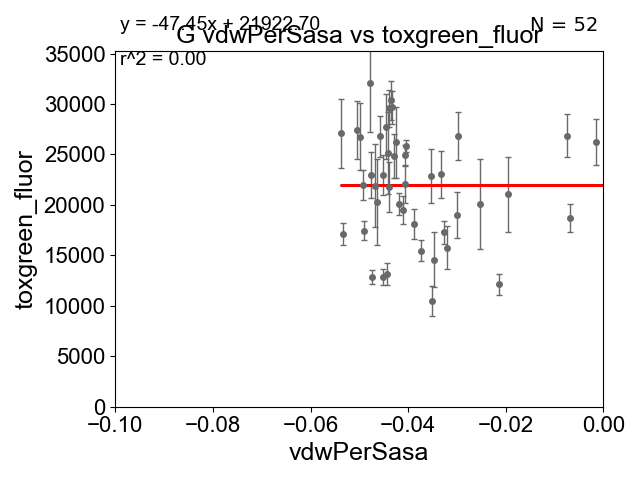 y = -47.45x + 21922.70
N = 52
G vdwPerSasa vs toxgreen_fluor
r^2 = 0.00
toxgreen_fluor
35000
30000
25000
20000
15000
10000
5000
0
−0.10 −0.08 −0.06 −0.04 −0.02 0.00
vdwPerSasa